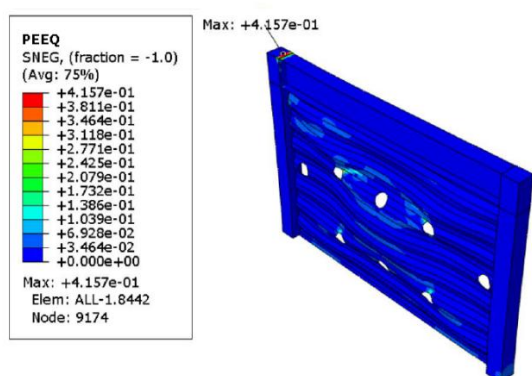 Max: +4.157e-01
PEEQ
SNEG, (fraction = -1.0)
(Avg: 75%)
+4.157e-01
+3.811e-01
+3.464e-01
+3.118e-01
+2.771e-01
+2.425e-01
+2.079e-01
+1.732e-01
+1.386e-01
+1.039e-01
+6.928e-02
+3.464e-02
+0.000e+00
Max: +4.157e-01
Elem: ALL-1.8442
Node: 9174